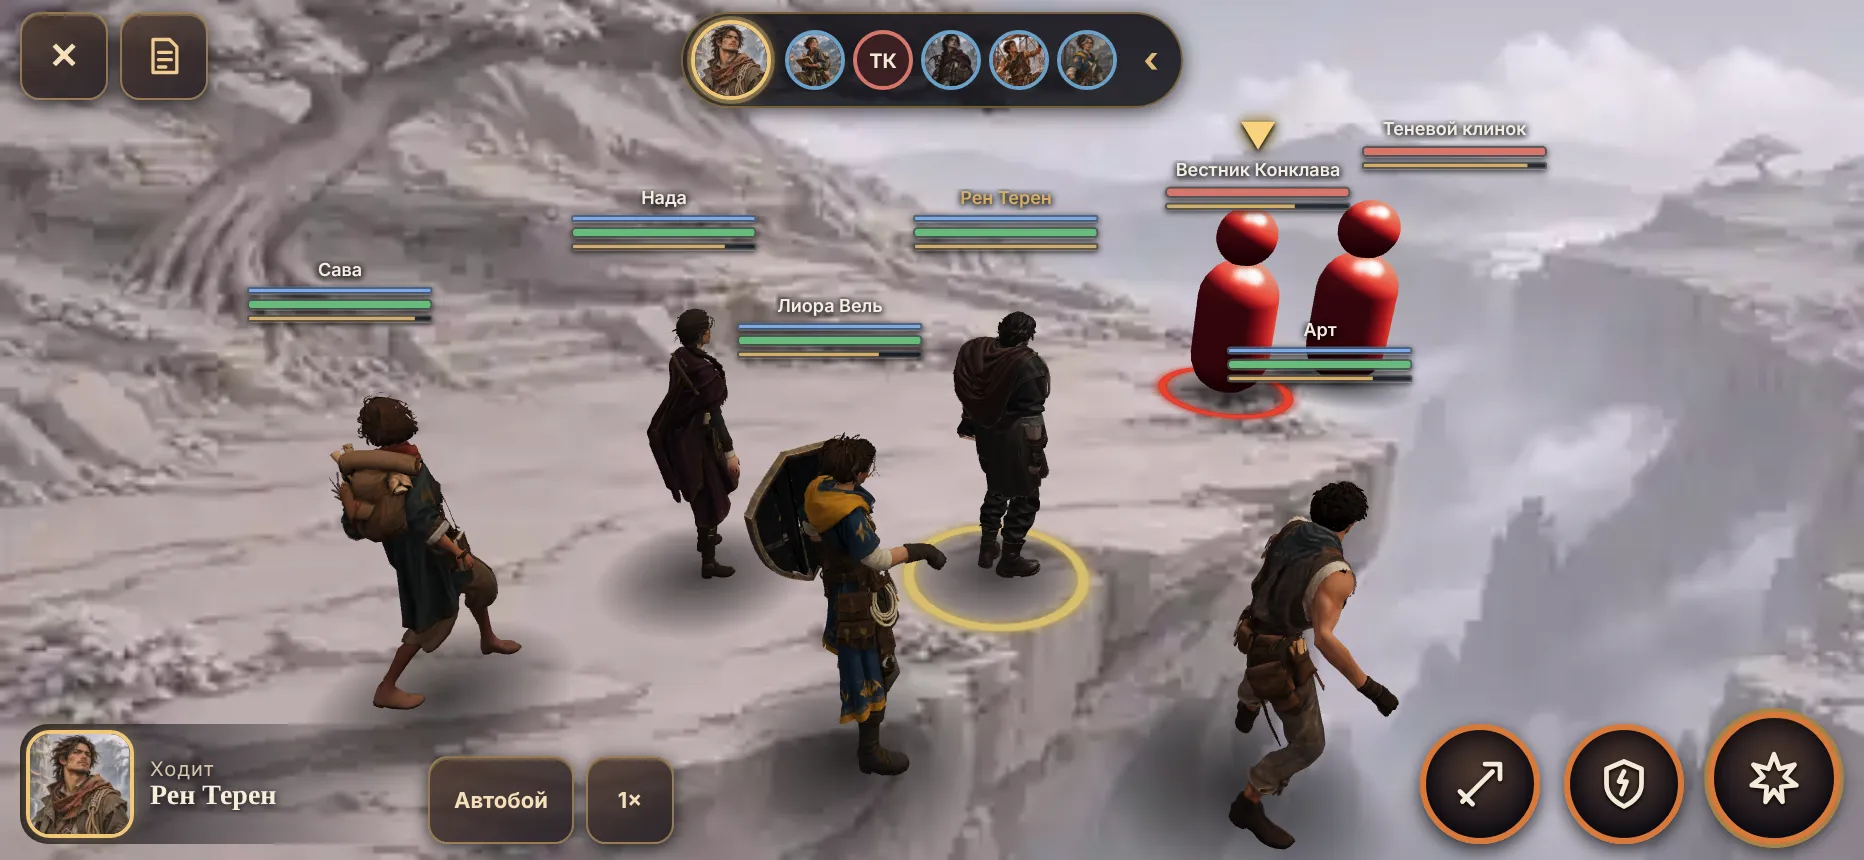 ТК
Теневой клинок
Вестник Конклава
Нада
Рен Терен
Сава
Лиора Вель
Арт
Ходит
Рен Терен
Автобой
1×